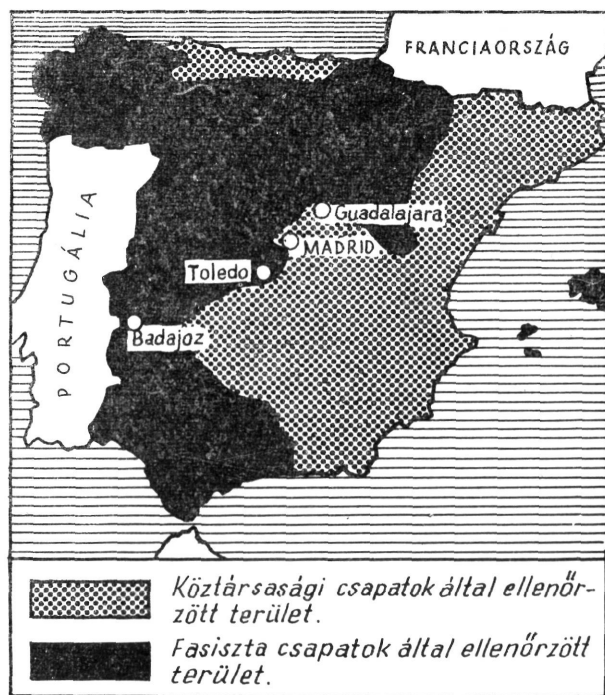 FRANCIAORSZÁG
Guadalajara
MADRID
Toledo
Badajoz
PORTUGÁLIA
Köztársasági csapatok által ellenőr-
zött terület.
Fasiszta csapatok által ellenőrzött
terület.